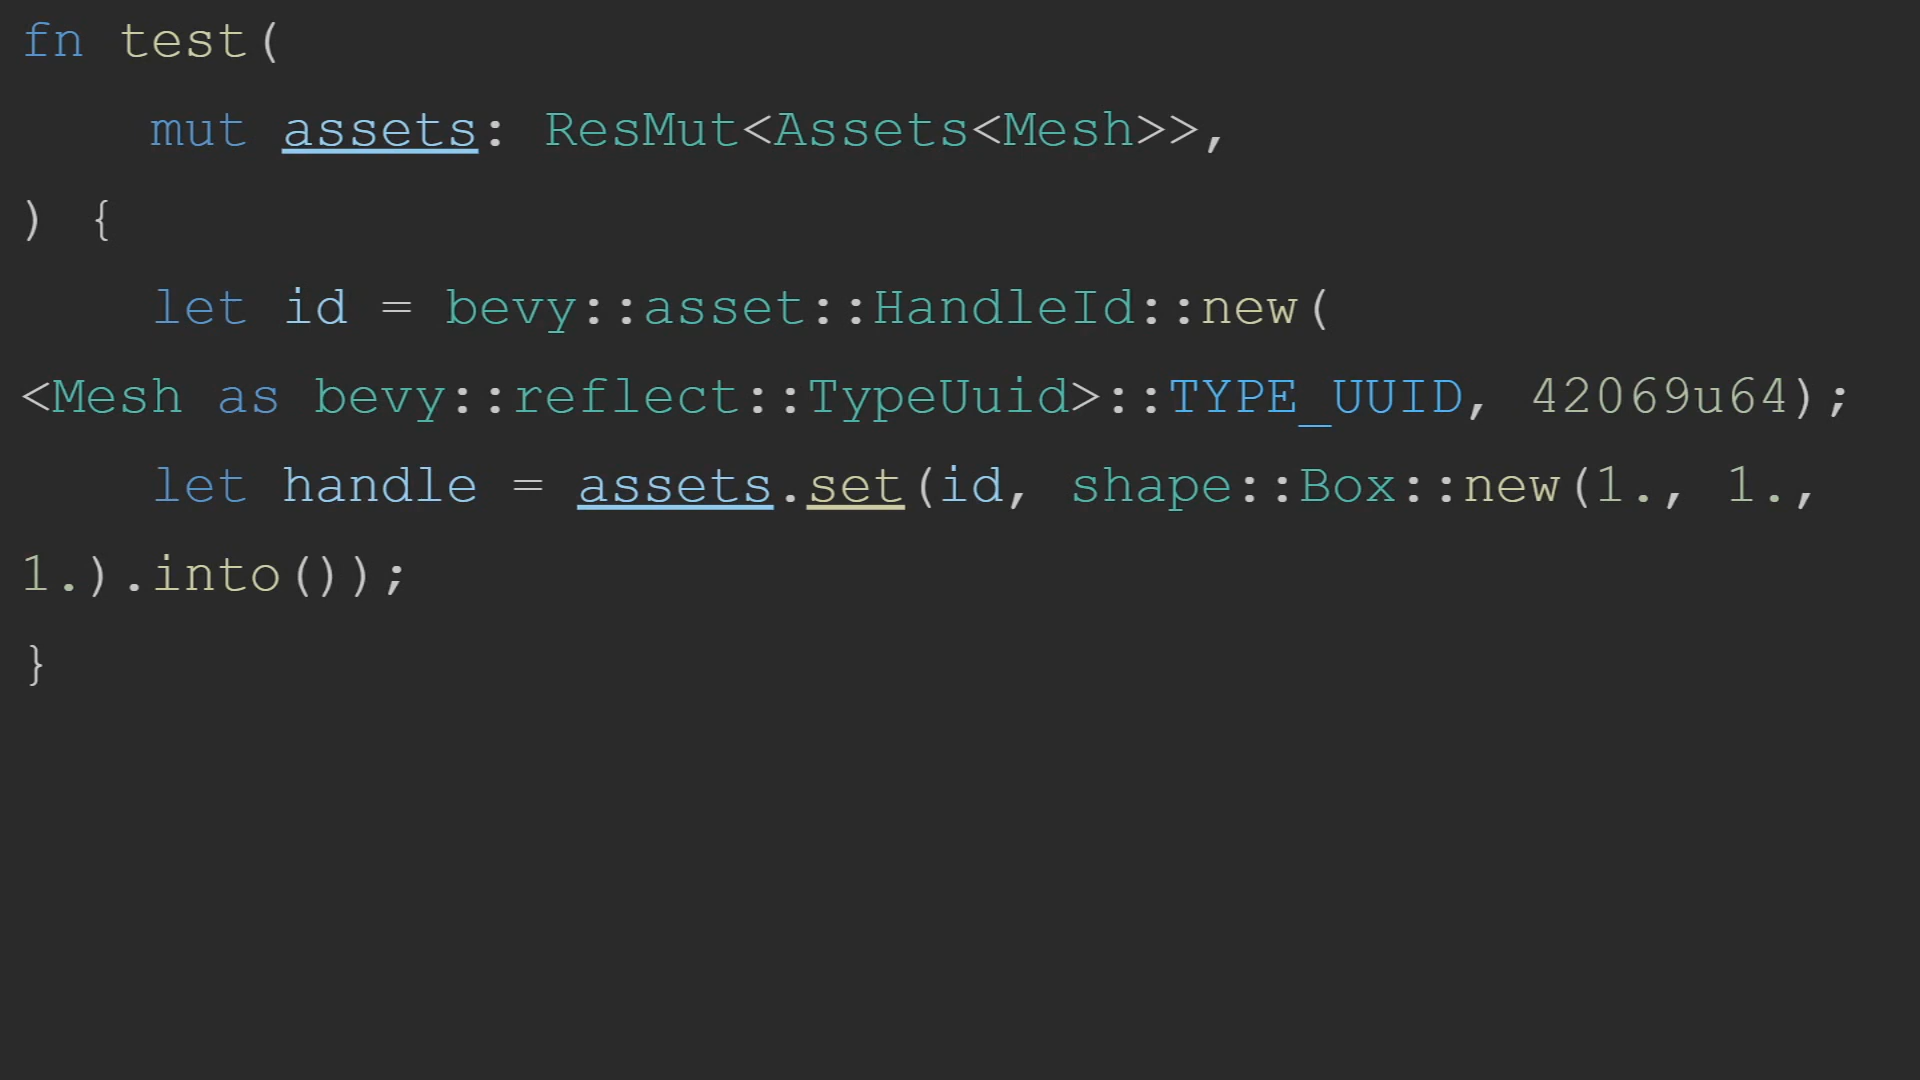 fn test(
    mut assets: ResMut<Assets<Mesh>>,
) {
    let id = bevy::asset::HandleId::new(
<Mesh as bevy::reflect::TypeUuid>::TYPE_UUID, 42069u64);
    let handle = assets.set(id, shape::Box::new(1., 1.,
1.).into());
}